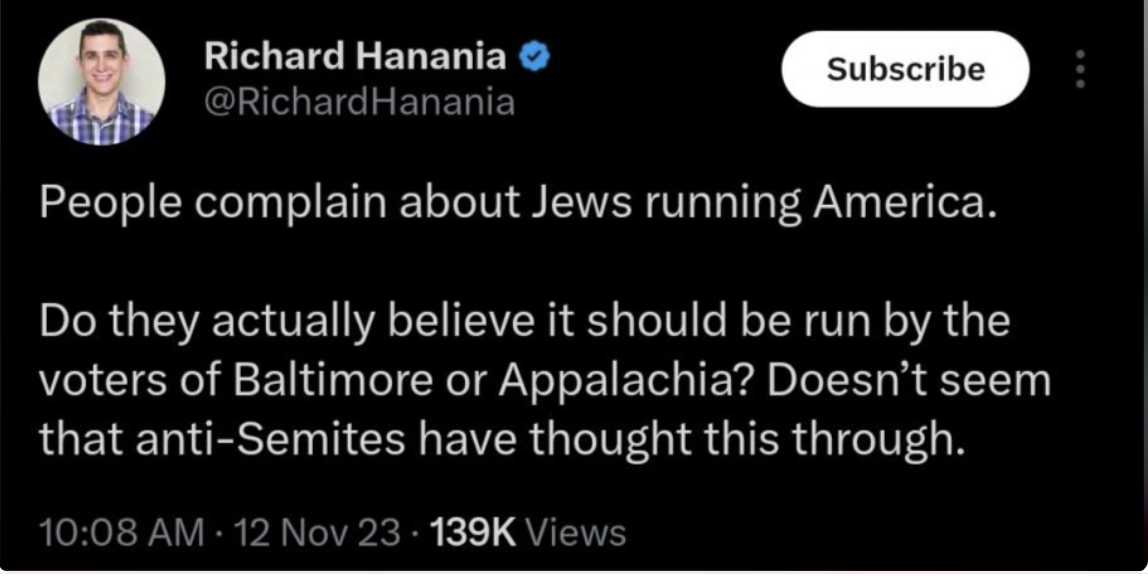 Richard Hanania
@RichardHanania
Subscribe
People complain about Jews running America.
Do they actually believe it should be run by the
voters of Baltimore or Appalachia? Doesn’t seem
that anti-Semites have thought this through.
10:08 AM · 12 Nov 23 · 139K Views